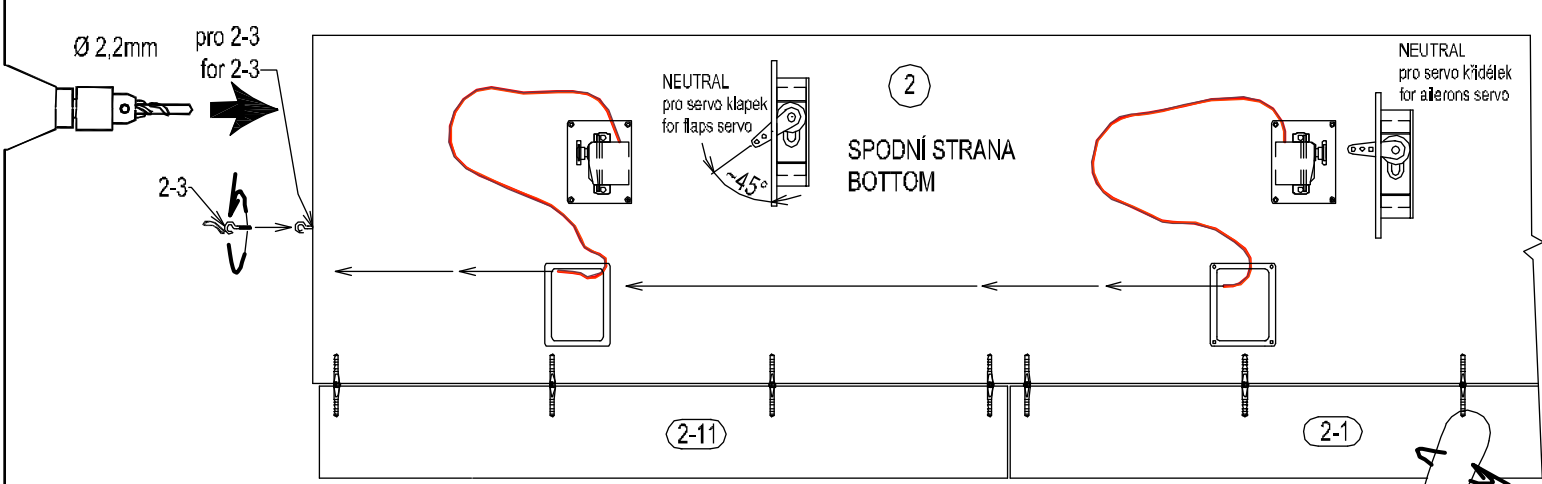 Ø 2,2mm
pro 2-3
for 2-3
2-3
NEUTRAL
pro servo klapek
for flaps servo
~45°
2
SPODNÍ STRANA
BOTTOM
NEUTRAL
pro servo křidélek
for ailerons servo
2-11
2-1